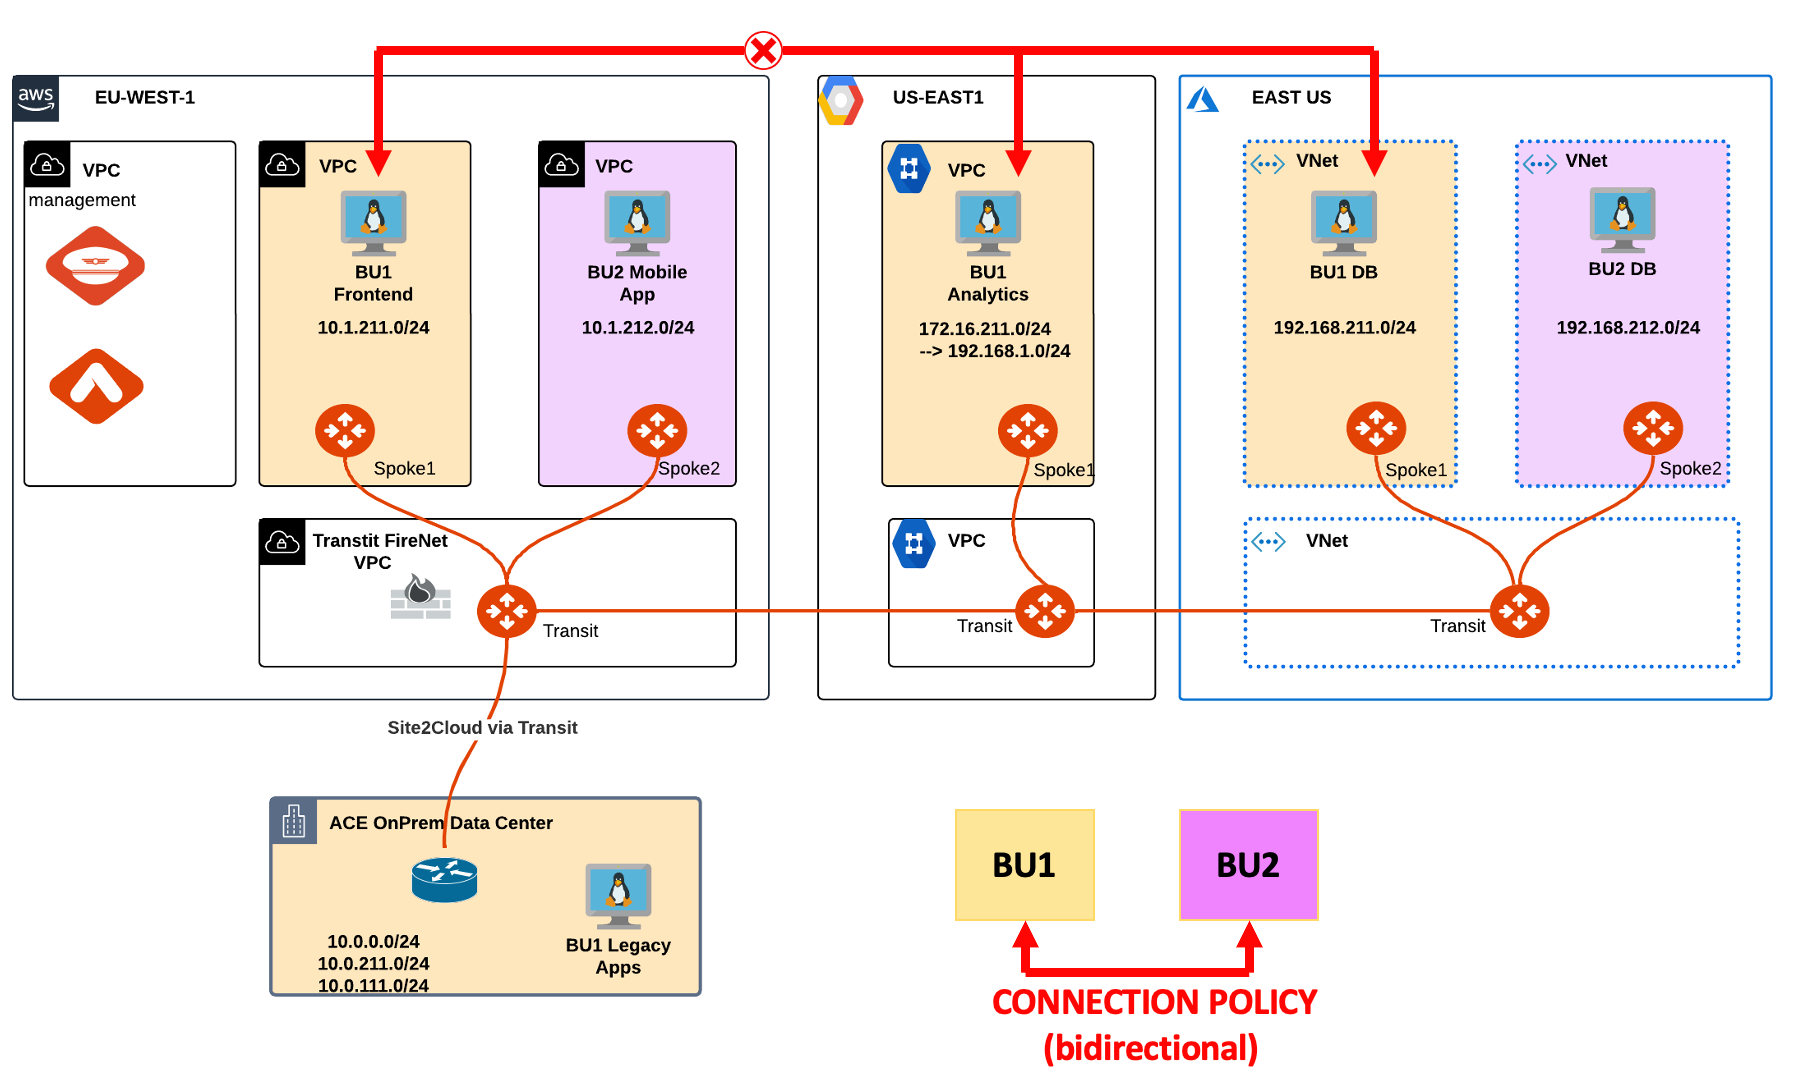 aws
EU-WEST-1
US-EAST1
EAST US
VPC
management
VPC
BU1
Frontend
10.1.211.0/24
Spoke1
VPC
BU2 Mobile
App
10.1.212.0/24
Spoke2
VPC
BU1
Analytics
172.16.211.0/24
--> 192.168.1.0/24
Spoke1
VNet
BU1 DB
192.168.211.0/24
Spoke1
VNet
BU2 DB
192.168.212.0/24
Spoke2
Transtit FireNet
VPC
Transit
VPC
Transit
VNet
Transit
Site2Cloud via Transit
ACE OnPrem Data Center
10.0.0.0/24
10.0.211.0/24
10.0.111.0/24
BU1 Legacy
Apps
BU1
BU2
CONNECTION POLICY
(bidirectional)